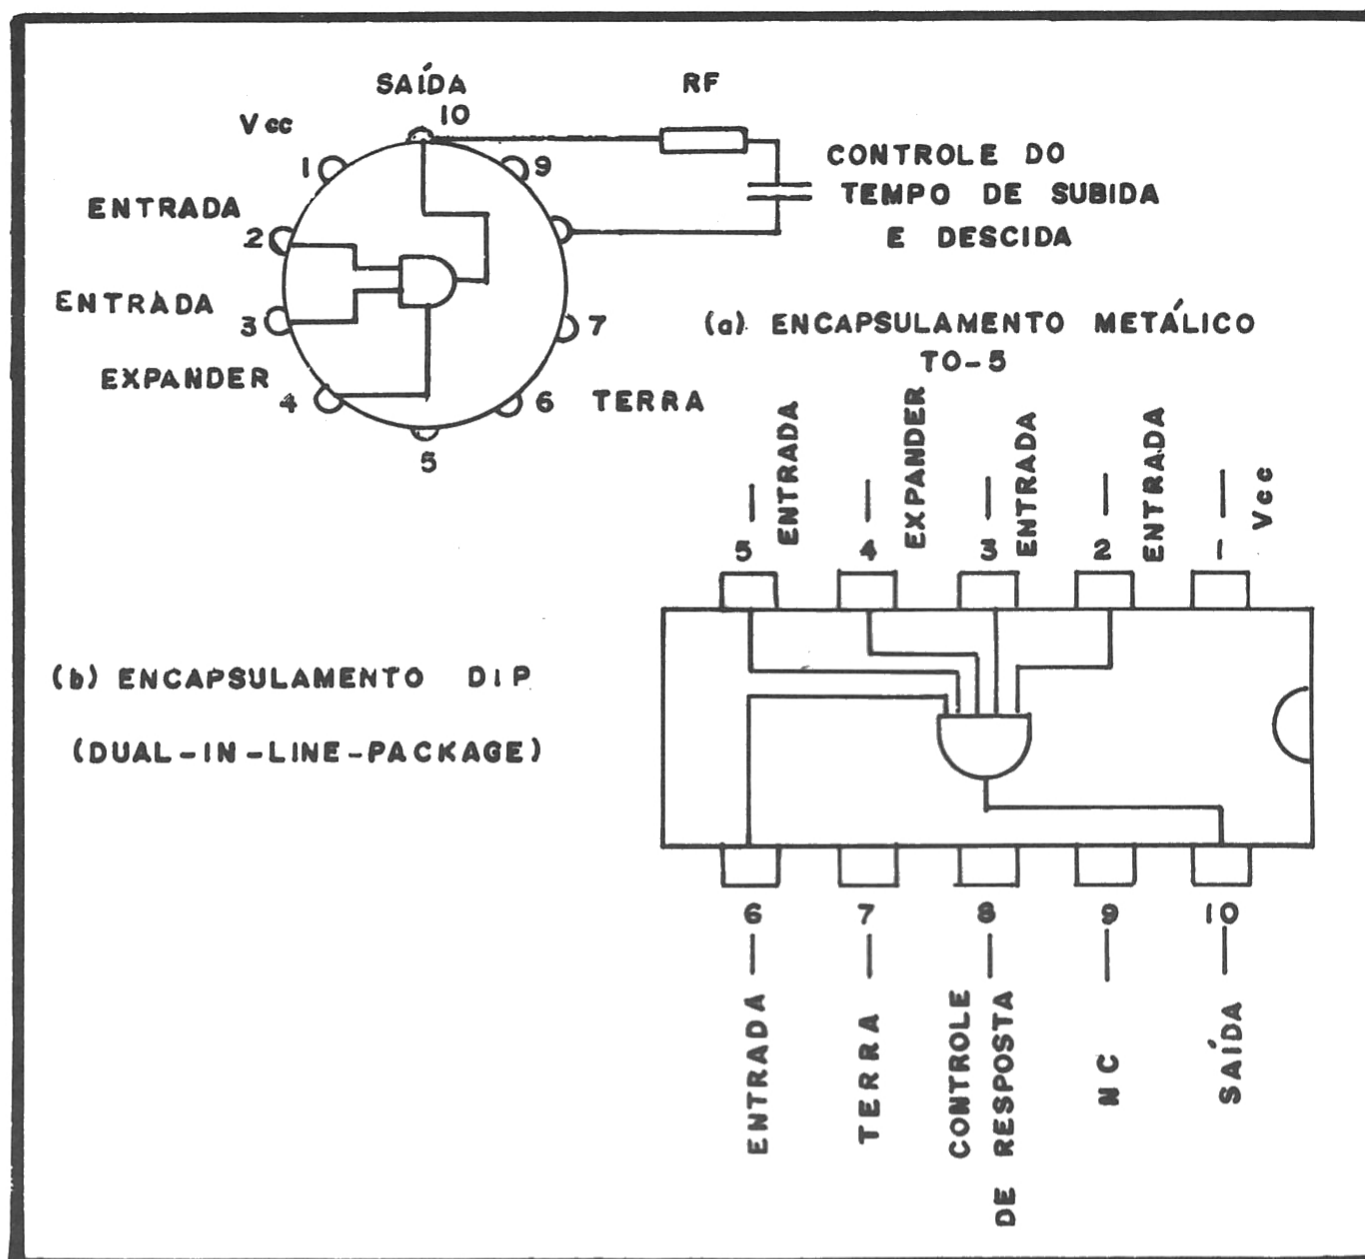 SAÍDA
10
RF
Vcc
1
9
CONTROLE DO
TEMPO DE SUBIDA
E DESCIDA
ENTRADA
2
ENTRADA
3
7
(a) ENCAPSULAMENTO METÁLICO
TO-5
EXPANDER
4
6 TERRA
5
ENTRADA
EXPANDER
ENTRADA
ENTRADA
Vcc
5 4 3 2 1
(b) ENCAPSULAMENTO DIP
(DUAL-IN-LINE-PACKAGE)
6 7 8 9 10
ENTRADA
TERRA
CONTROLE
DE RESPOSTA
NC
SAÍDA